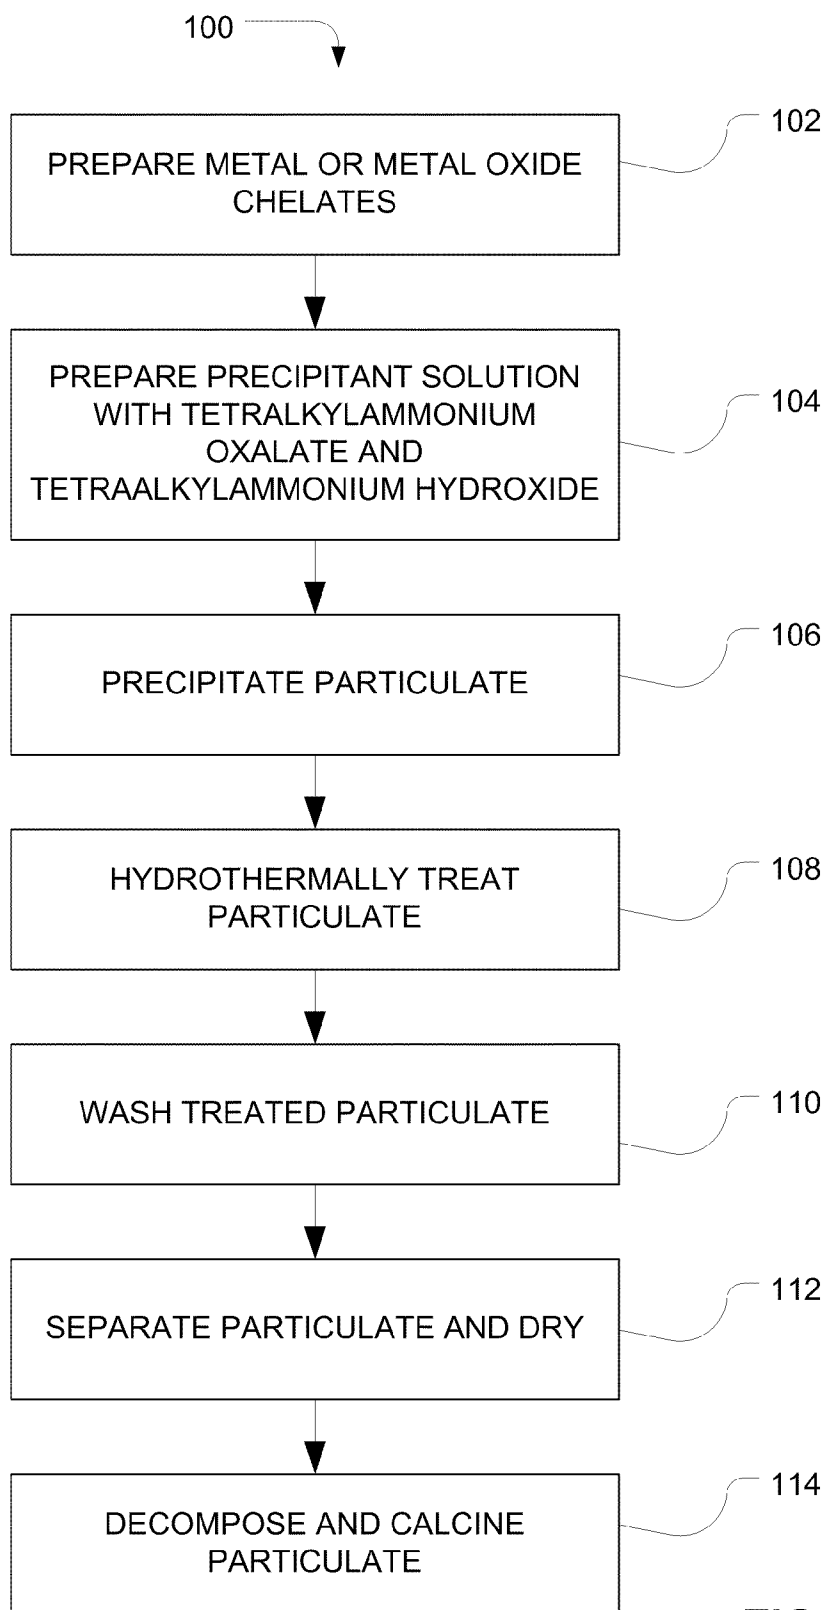 100
102
PREPARE METAL OR METAL OXIDE
CHELATES
PREPARE PRECIPITANT SOLUTION
WITH TETRALKYLAMMONIUM
OXALATE AND
TETRAALKYLAMMONIUM HYDROXIDE
104
106
PRECIPITATE PARTICULATE
HYDROTHERMALLY TREAT
PARTICULATE
108
WASH TREATED PARTICULATE
110
112
SEPARATE PARTICULATE AND DRY
114
DECOMPOSE AND CALCINE
PARTICULATE